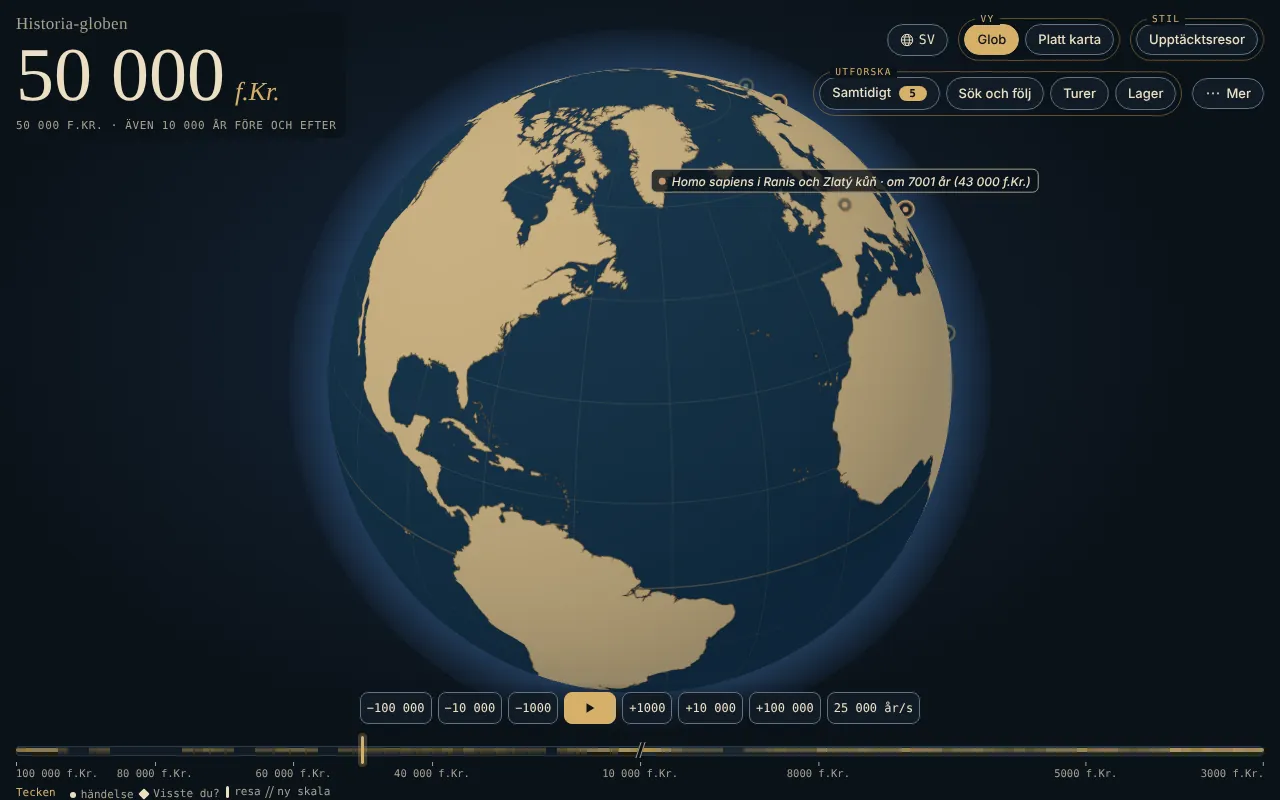 Historia-globen
50 000 f.Kr.
50 000 F.KR. · ÄVEN 10 000 ÅR FÖRE OCH EFTER
SV
VY
Glob
Platt karta
STIL
Upptäcktsresor
UTFORSKA
Samtidigt 5
Sök och följ
Turer
Lager
··· Mer
Homo sapiens i Ranis och Zlatý kůň · om 7001 år (43 000 f.Kr.)
−100 000
−10 000
−1000
+1000
+10 000
+100 000
25 000 år/s
100 000 f.Kr.
80 000 f.Kr.
60 000 f.Kr.
40 000 f.Kr.
10 000 f.Kr.
8000 f.Kr.
5000 f.Kr.
3000 f.Kr.
Tecken
händelse
Visste du?
resa
// ny skala